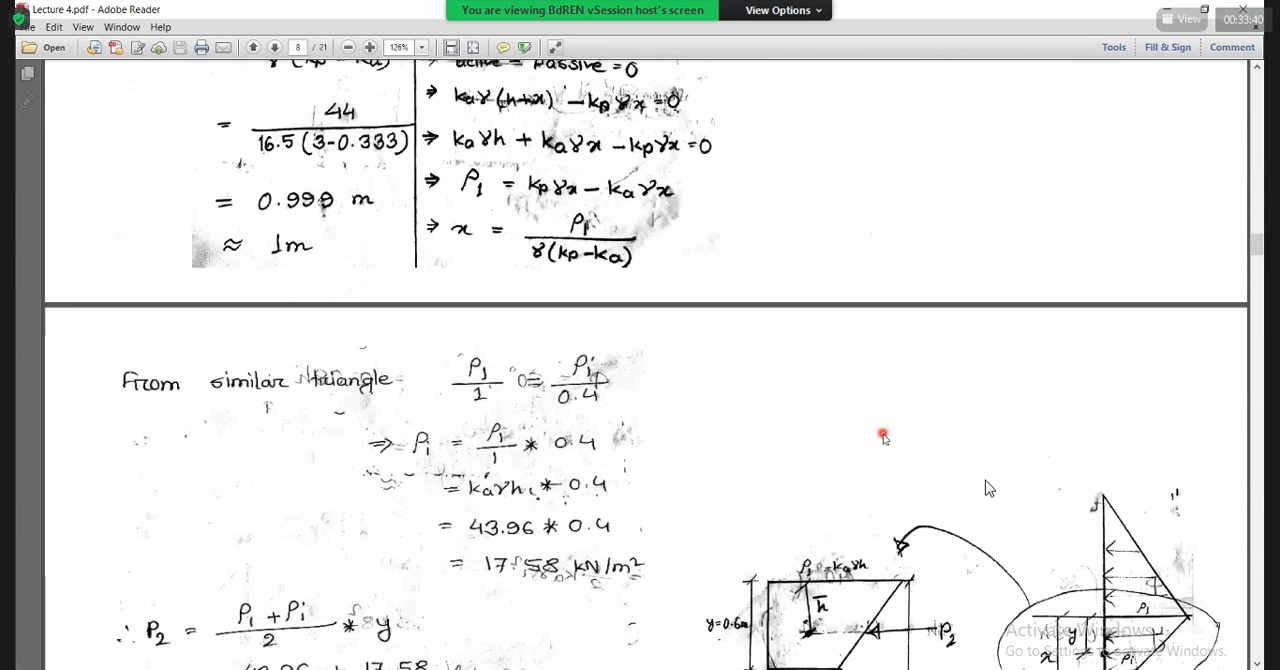 Lecture 4.pdf - Adobe Reader
You are viewing BdREN vSession host's screen
View Options
View
00:33:40
File Edit View Window Help
Open
8 / 21
126%
Tools Fill & Sign Comment
⇒ active - passive = 0
= 44 / 16.5 (3-0.333)
⇒ kaγ(h+x) - kpγx = 0
⇒ kaγh + kaγx - kpγx = 0
= 0.999 m
⇒ P1 = kpγx - kaγx
≈ 1m
⇒ x = P1 / γ(kp-ka)
From similar triangle P1 / 1 = Pi / 0.4
⇒ Pi = P1 / 1 * 0.4
= kaγh * 0.4
= 43.96 * 0.4
= 17.58 kN/m²
P1 = kaγh
h̄
P1
∴ P2 = (P1 + Pi) / 2 * y
y=0.6m
P2
y
x
Pi
Activate Windows
Go to Settings to activate Windows.